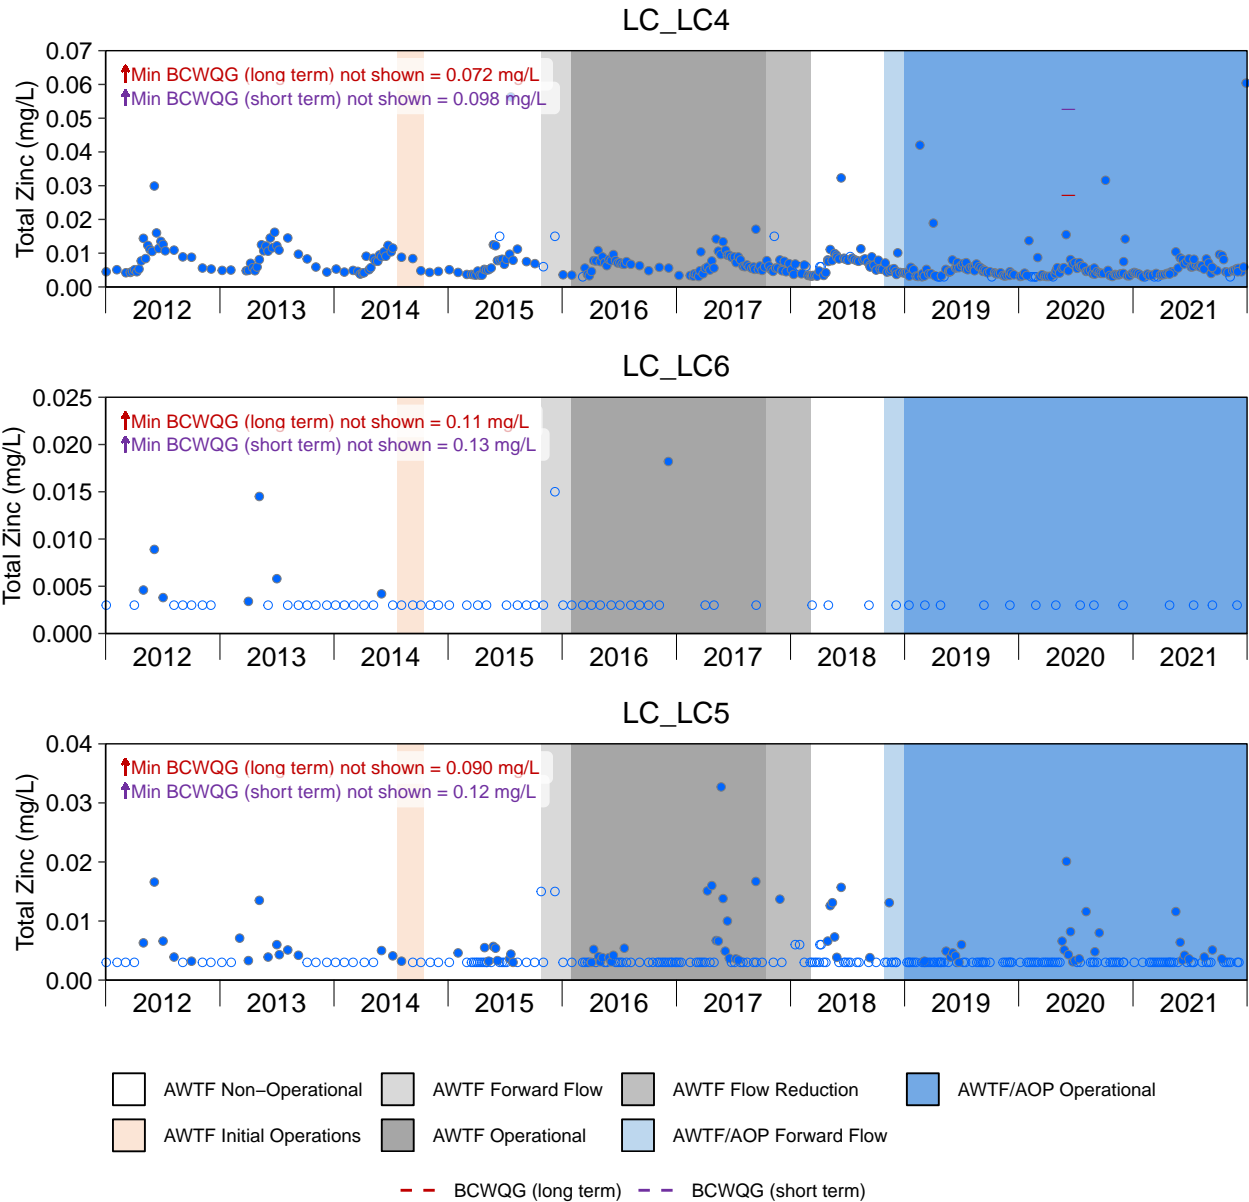 LC_LC4
Total Zinc (mg/L)
0.07
0.06
0.05
0.04
0.03
0.02
0.01
0.00
Min BCWQG (long term) not shown = 0.072 mg/L
Min BCWQG (short term) not shown = 0.098 mg/L
2012 2013 2014 2015 2016 2017 2018 2019 2020 2021
LC_LC6
Total Zinc (mg/L)
0.025
0.020
0.015
0.010
0.005
0.000
Min BCWQG (long term) not shown = 0.11 mg/L
Min BCWQG (short term) not shown = 0.13 mg/L
2012 2013 2014 2015 2016 2017 2018 2019 2020 2021
LC_LC5
Total Zinc (mg/L)
0.04
0.03
0.02
0.01
0.00
Min BCWQG (long term) not shown = 0.090 mg/L
Min BCWQG (short term) not shown = 0.12 mg/L
2012 2013 2014 2015 2016 2017 2018 2019 2020 2021
AWTF Non−Operational AWTF Forward Flow AWTF Flow Reduction AWTF/AOP Operational
AWTF Initial Operations AWTF Operational AWTF/AOP Forward Flow
BCWQG (long term) BCWQG (short term)